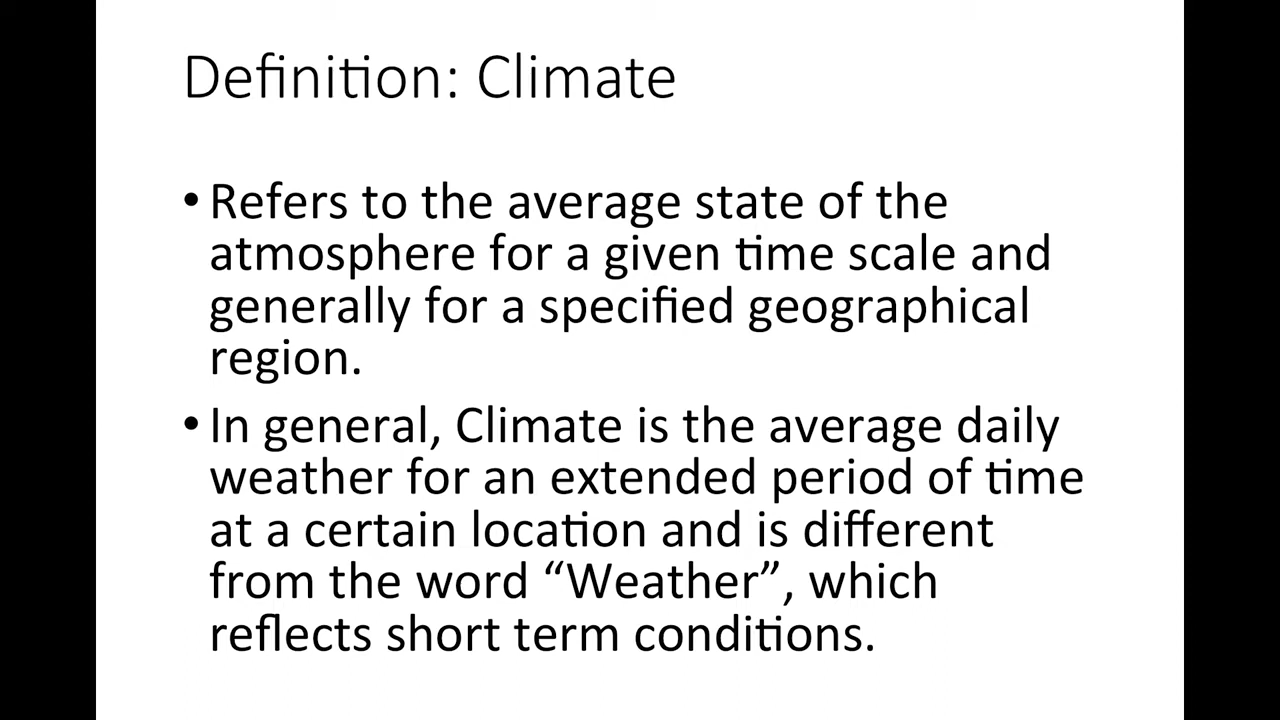 Definition: Climate
• Refers to the average state of the
atmosphere for a given time scale and
generally for a specified geographical
region.
• In general, Climate is the average daily
weather for an extended period of time
at a certain location and is different
from the word “Weather”, which
reflects short term conditions.